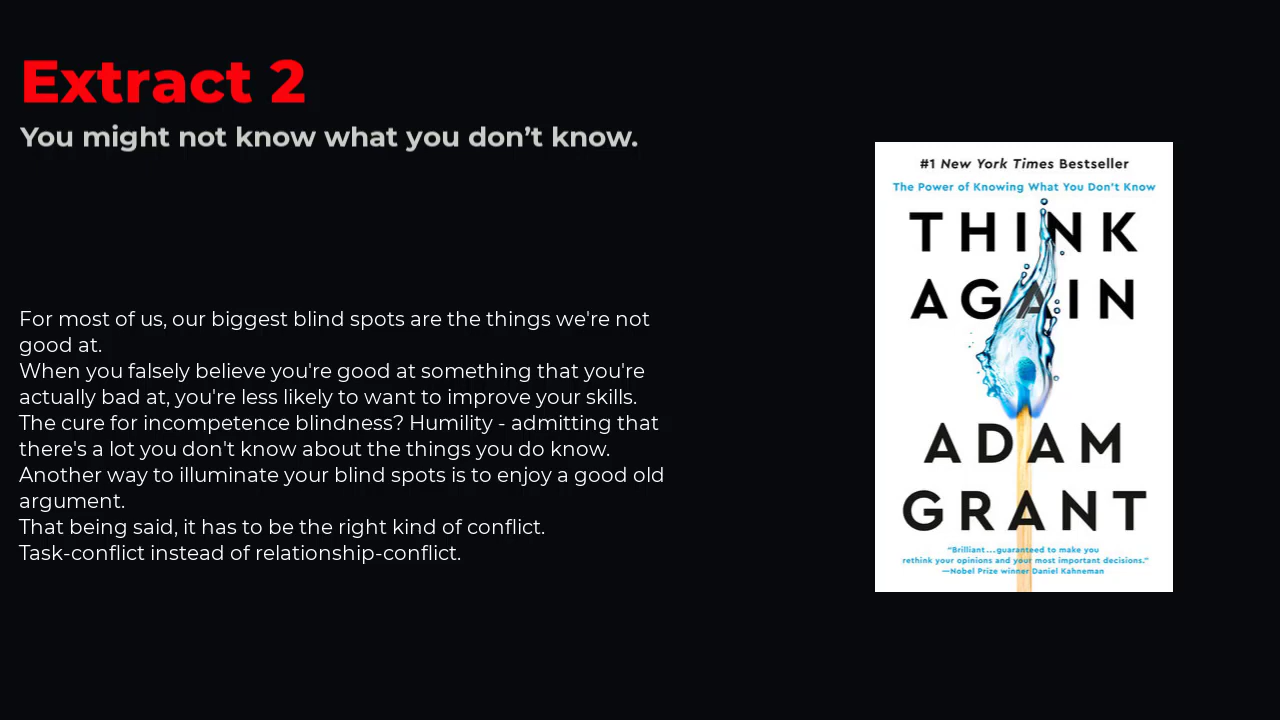 Extract 2
You might not know what you don’t know.
For most of us, our biggest blind spots are the things we're not
good at.
When you falsely believe you're good at something that you're
actually bad at, you're less likely to want to improve your skills.
The cure for incompetence blindness? Humility - admitting that
there's a lot you don't know about the things you do know.
Another way to illuminate your blind spots is to enjoy a good old
argument.
That being said, it has to be the right kind of conflict.
Task-conflict instead of relationship-conflict.
#1 New York Times Bestseller
The Power of Knowing What You Don't Know
THINK
AGAIN
ADAM
GRANT
"Brilliant...guaranteed to make you
rethink your opinions and your most important decisions."
—Nobel Prize winner Daniel Kahneman